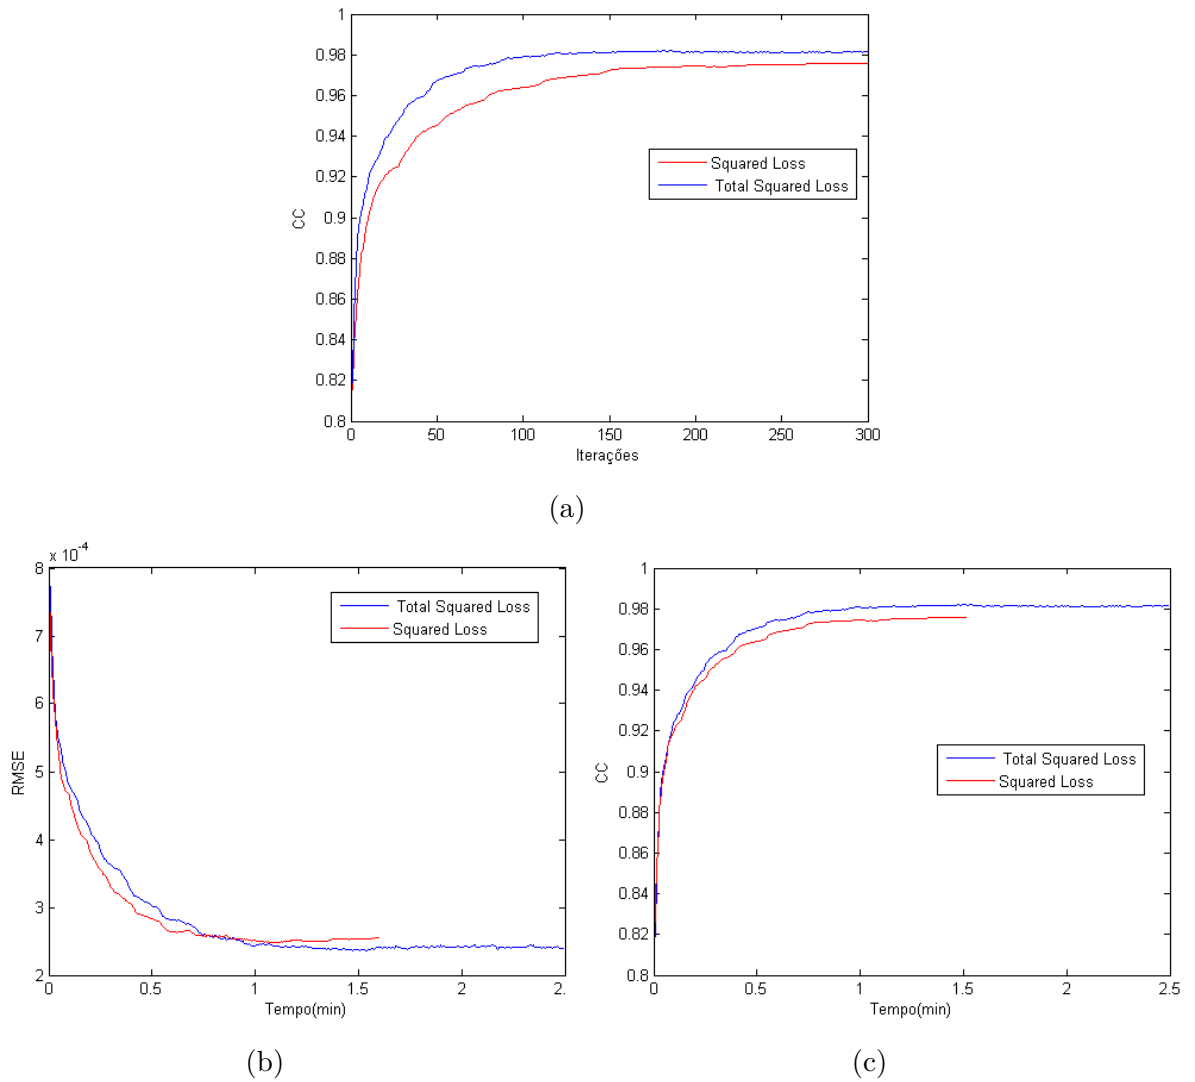 1
0.98
0.96
0.94
0.92
0.9
0.88
0.86
0.84
0.82
0.8
CC
Squared Loss
Total Squared Loss
0 50 100 150 200 250 300
Iterações
(a)
x 10-4
8
7
6
5
4
3
2
RMSE
Total Squared Loss
Squared Loss
0 0.5 1 1.5 2 2.
Tempo(min)
(b)
1
0.98
0.96
0.94
0.92
0.9
0.88
0.86
0.84
0.82
0.8
CC
Total Squared Loss
Squared Loss
0 0.5 1 1.5 2 2.5
Tempo(min)
(c)